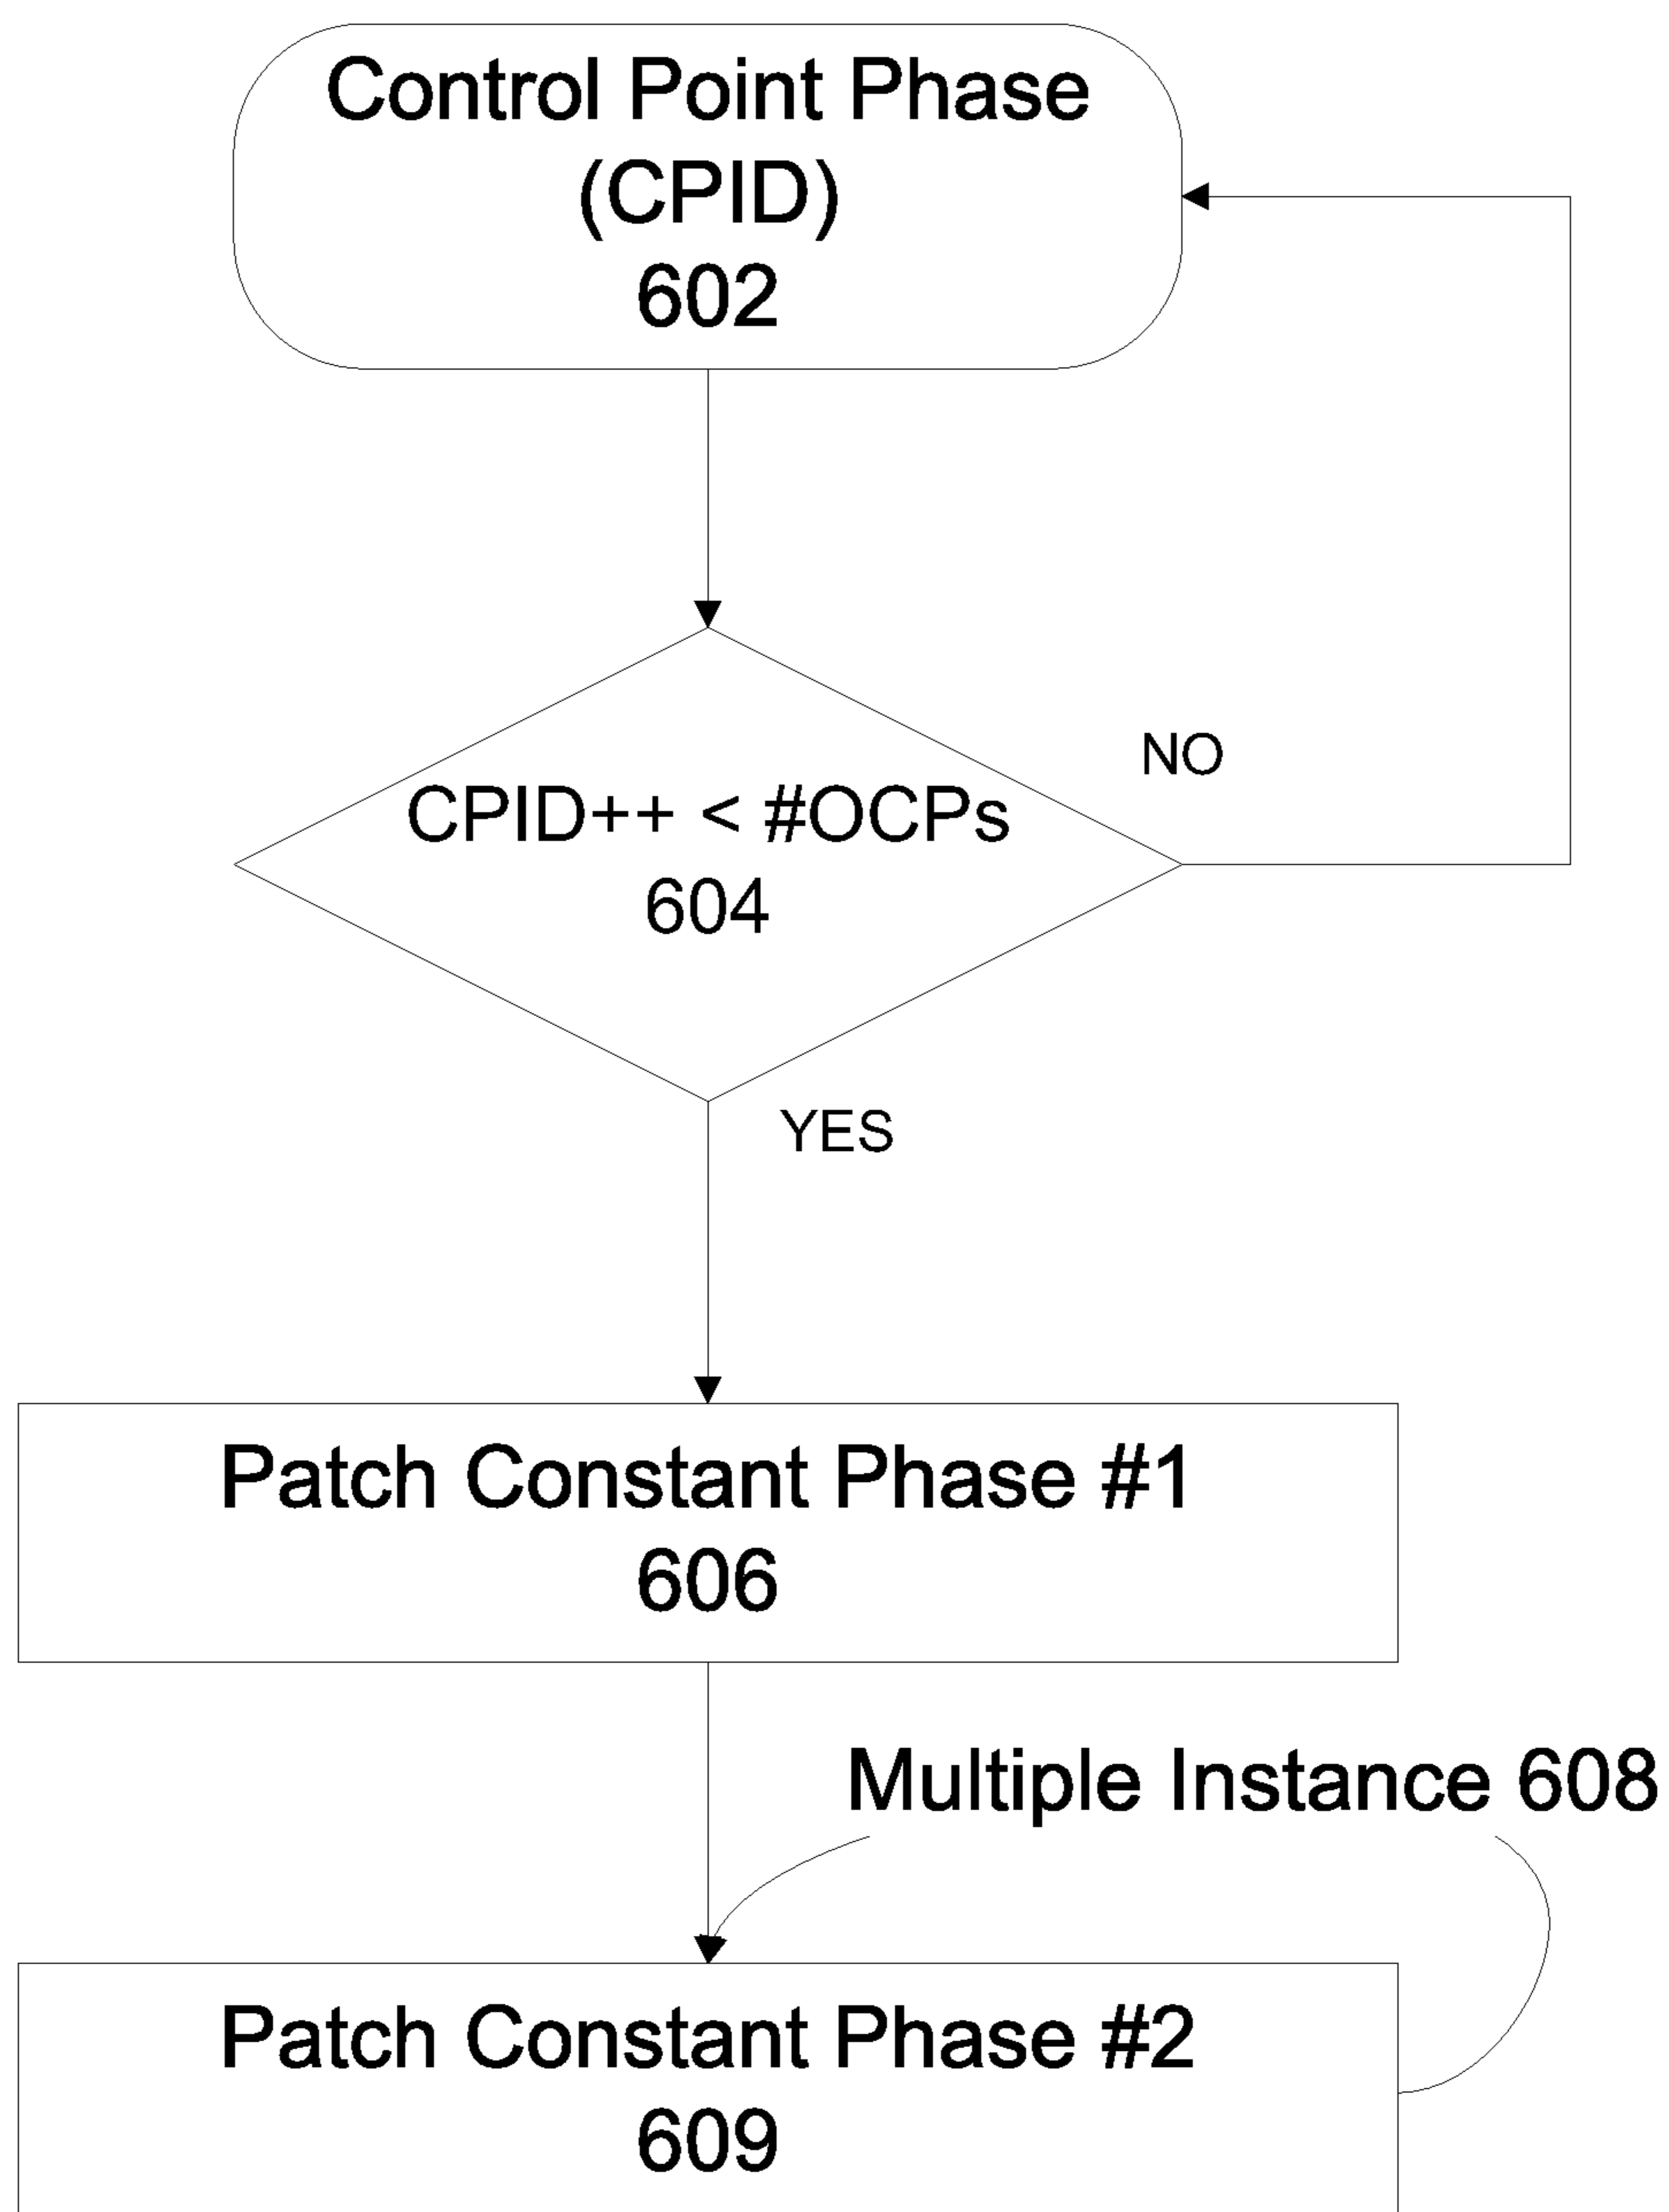 Control Point Phase
(CPID)
602
NO
CPID++ < #OCPs
604
YES
Patch Constant Phase #1
606
Multiple Instance 608
Patch Constant Phase #2
609